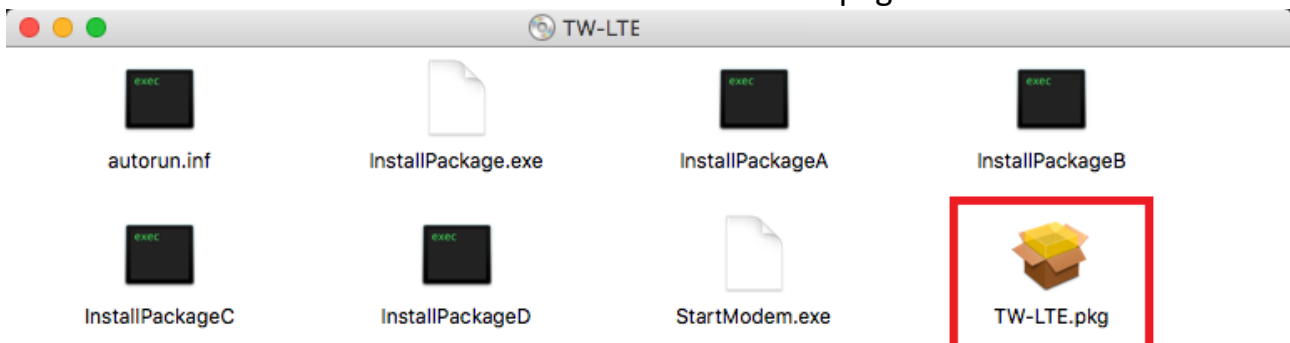 pkg
TW-LTE
exec exec exec
autorun.inf InstallPackage.exe InstallPackageA InstallPackageB
exec exec
InstallPackageC InstallPackageD StartModem.exe TW-LTE.pkg